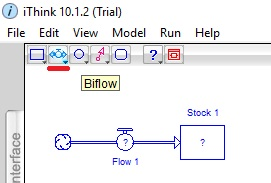 iThink 10.1.2 (Trial)
File Edit View Model Run Help
?
Biflow
Stock 1
? ?
Flow 1
nterface